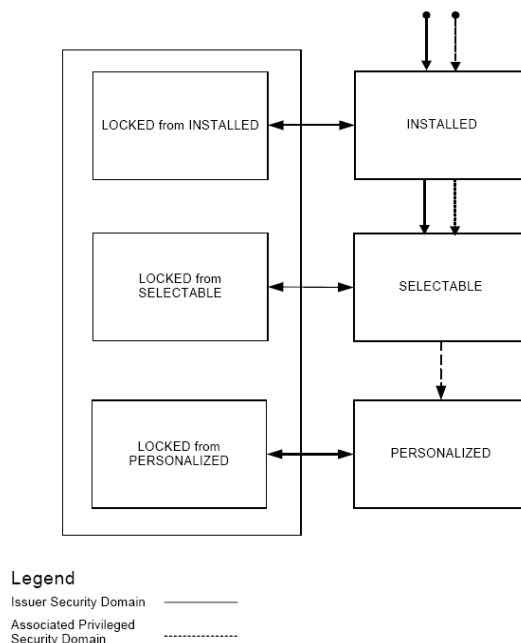 LOCKED from INSTALLED
INSTALLED
LOCKED from
SELECTABLE
SELECTABLE
LOCKED from
PERSONALIZED
PERSONALIZED
Legend
Issuer Security Domain
Associated Privileged
Security Domain